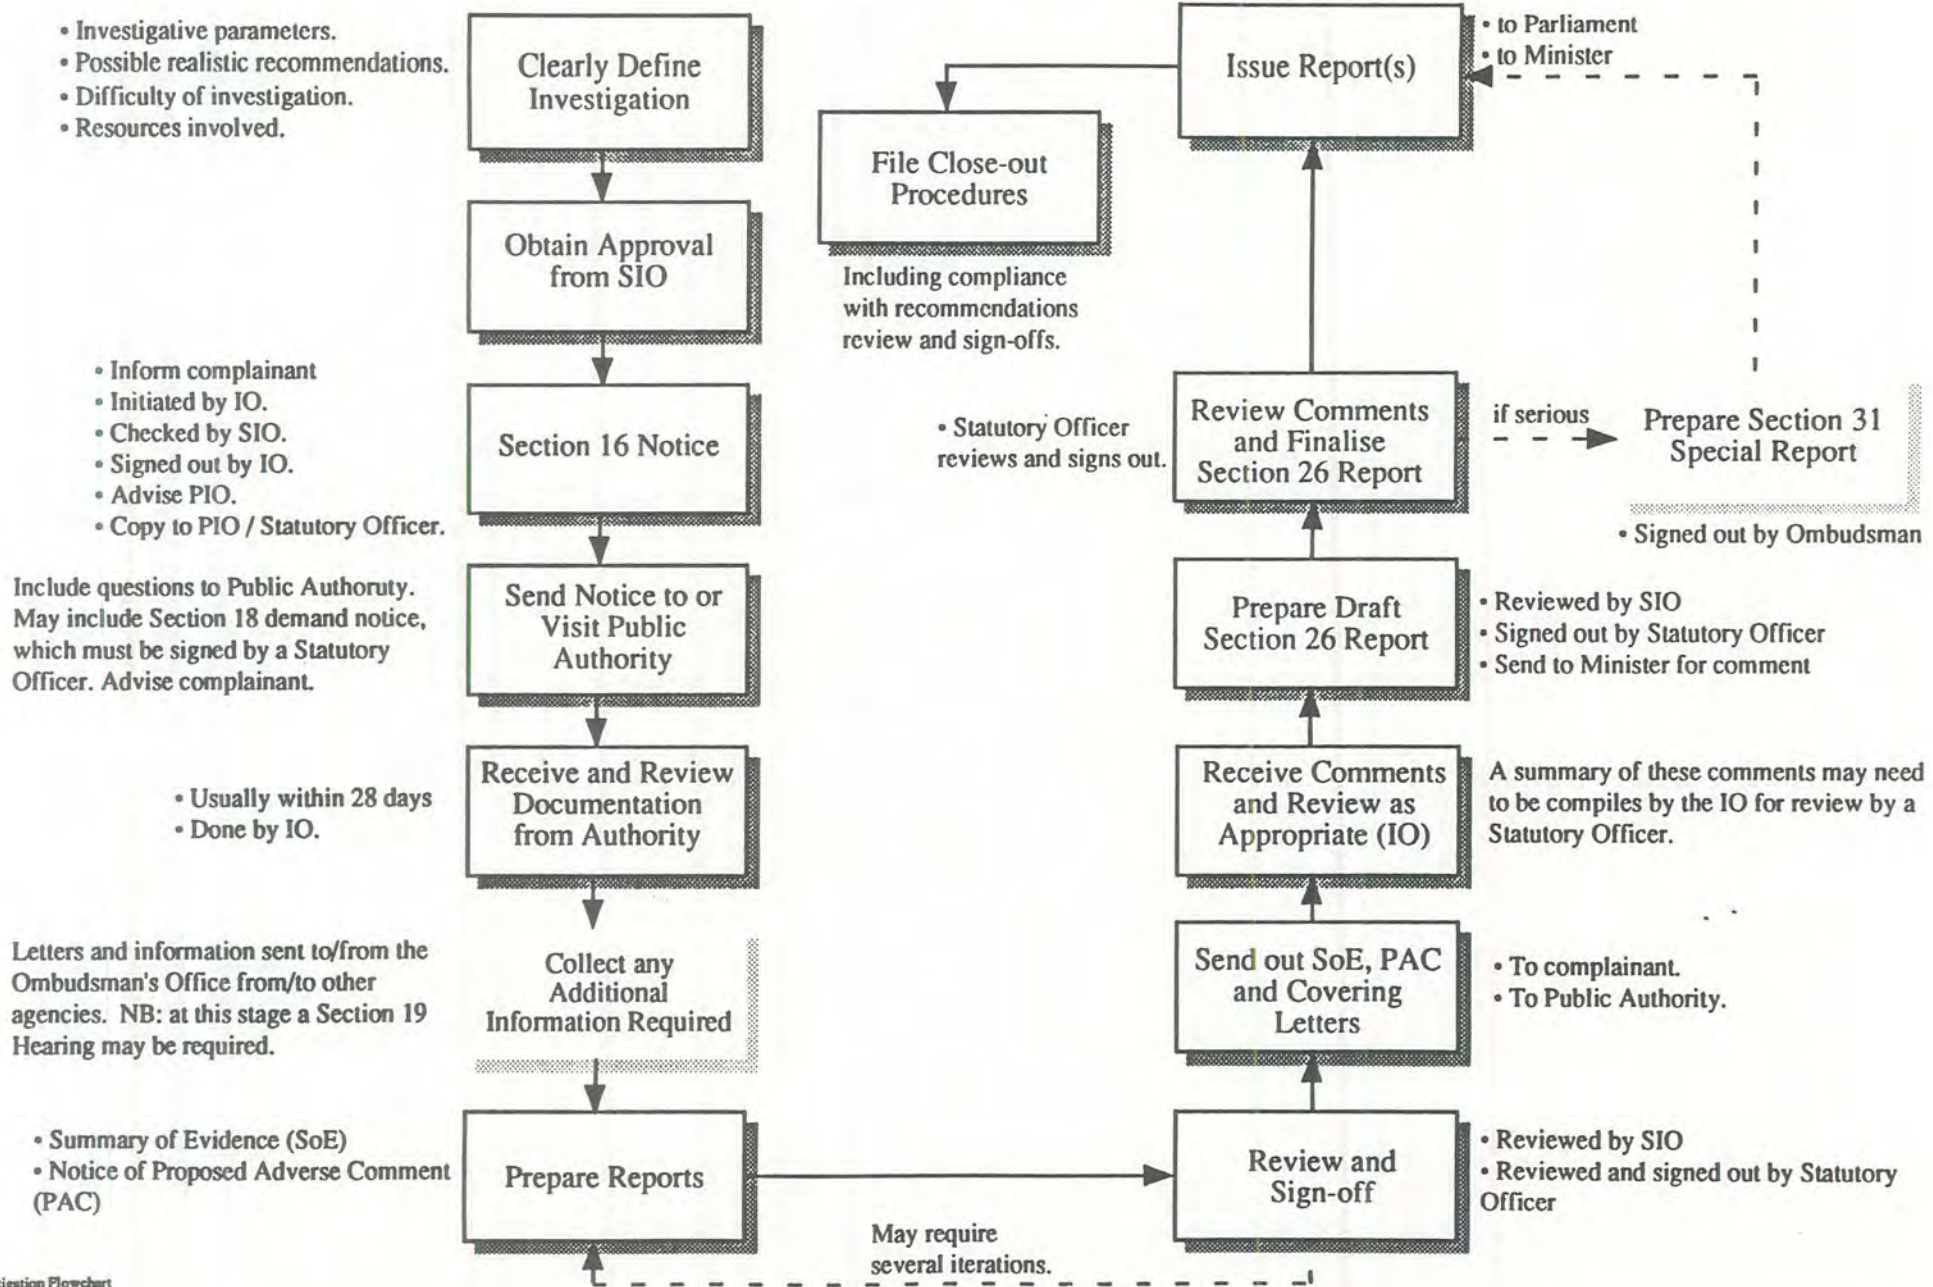 • Investigative parameters.
• Possible realistic recommendations.
• Difficulty of investigation.
• Resources involved.
Clearly Define
Investigation
Obtain Approval
from SIO
• Inform complainant
• Initiated by IO.
• Checked by SIO.
• Signed out by IO.
• Advise PIO.
• Copy to PIO / Statutory Officer.
Section 16 Notice
Include questions to Public Authoruty.
May include Section 18 demand notice,
which must be signed by a Statutory
Officer. Advise complainant.
Send Notice to or
Visit Public
Authority
• Usually within 28 days
• Done by IO.
Receive and Review
Documentation
from Authority
Letters and information sent to/from the
Ombudsman's Office from/to other
agencies. NB: at this stage a Section 19
Hearing may be required.
Collect any
Additional
Information Required
• Summary of Evidence (SoE)
• Notice of Proposed Adverse Comment
(PAC)
Prepare Reports
May require
several iterations.
Review and
Sign-off
• Reviewed by SIO
• Reviewed and signed out by Statutory
Officer
Send out SoE, PAC
and Covering
Letters
• To complainant.
• To Public Authority.
Receive Comments
and Review as
Appropriate (IO)
A summary of these comments may need
to be compiles by the IO for review by a
Statutory Officer.
Prepare Draft
Section 26 Report
• Reviewed by SIO
• Signed out by Statutory Officer
• Send to Minister for comment
• Statutory Officer
reviews and signs out.
Review Comments
and Finalise
Section 26 Report
if serious
Prepare Section 31
Special Report
• Signed out by Ombudsman
Issue Report(s)
• to Parliament
• to Minister
File Close-out
Procedures
Including compliance
with recommendations
review and sign-offs.
Flowchart